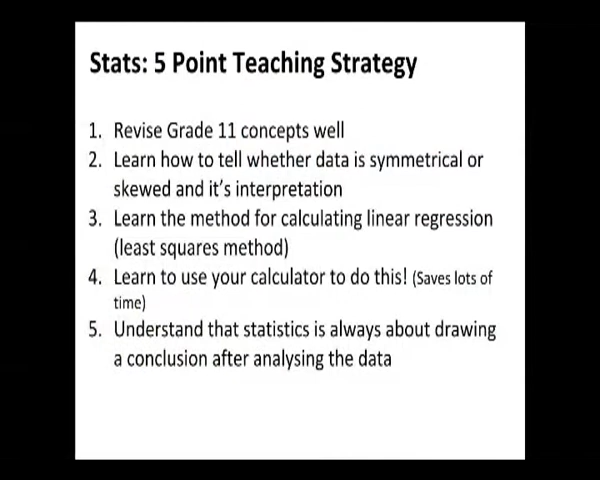 Stats: 5 Point Teaching Strategy
1. Revise Grade 11 concepts well
2. Learn how to tell whether data is symmetrical or
skewed and it's interpretation
3. Learn the method for calculating linear regression
(least squares method)
4. Learn to use your calculator to do this! (Saves lots of
time)
5. Understand that statistics is always about drawing
a conclusion after analysing the data